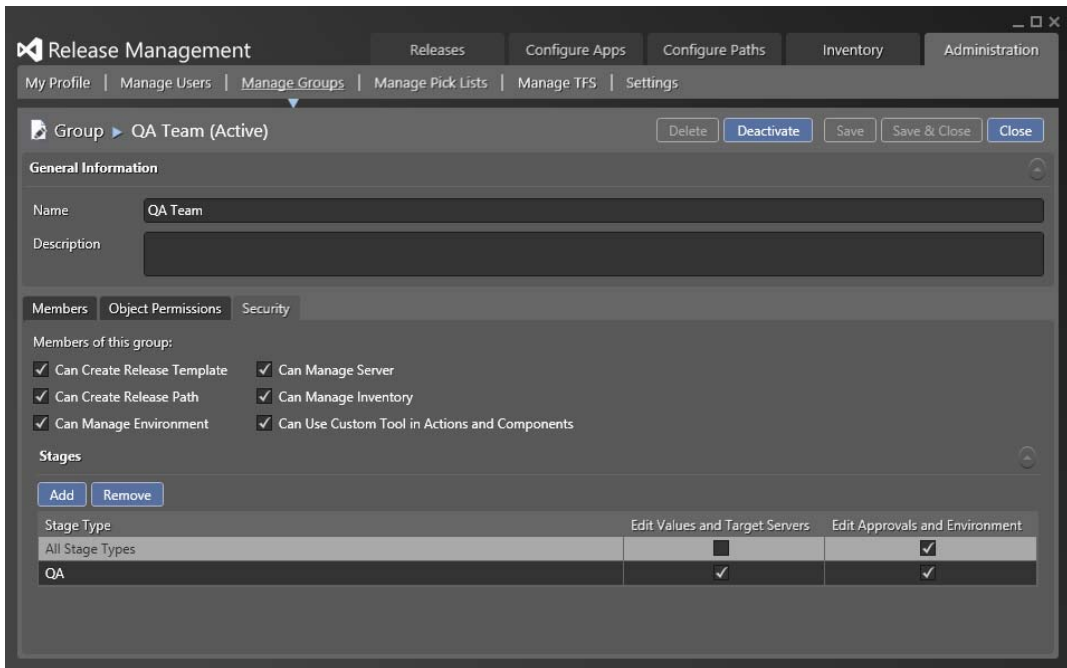 Release Management Releases Configure Apps Configure Paths Inventory Administration
My Profile | Manage Users | Manage Groups | Manage Pick Lists | Manage TFS | Settings
Group QA Team (Active) Delete Deactivate Save Save & Close Close
General Information
Name QA Team
Description
Members Object Permissions Security
Members of this group:
Can Create Release Template Can Manage Server
Can Create Release Path Can Manage Inventory
Can Manage Environment Can Use Custom Tool in Actions and Components
Stages
Add Remove
Stage Type Edit Values and Target Servers Edit Approvals and Environment
All Stage Types
QA